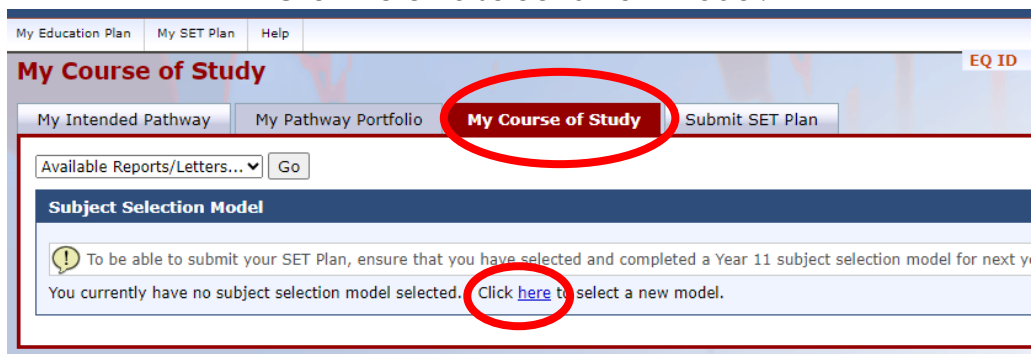 My Education Plan My SET Plan Help
My Course of Study
EQ ID
My Intended Pathway My Pathway Portfolio My Course of Study Submit SET Plan
Available Reports/Letters... Go
Subject Selection Model
To be able to submit your SET Plan, ensure that you have selected and completed a Year 11 subject selection model for next
You currently have no subject selection model selected. Click here to select a new model.